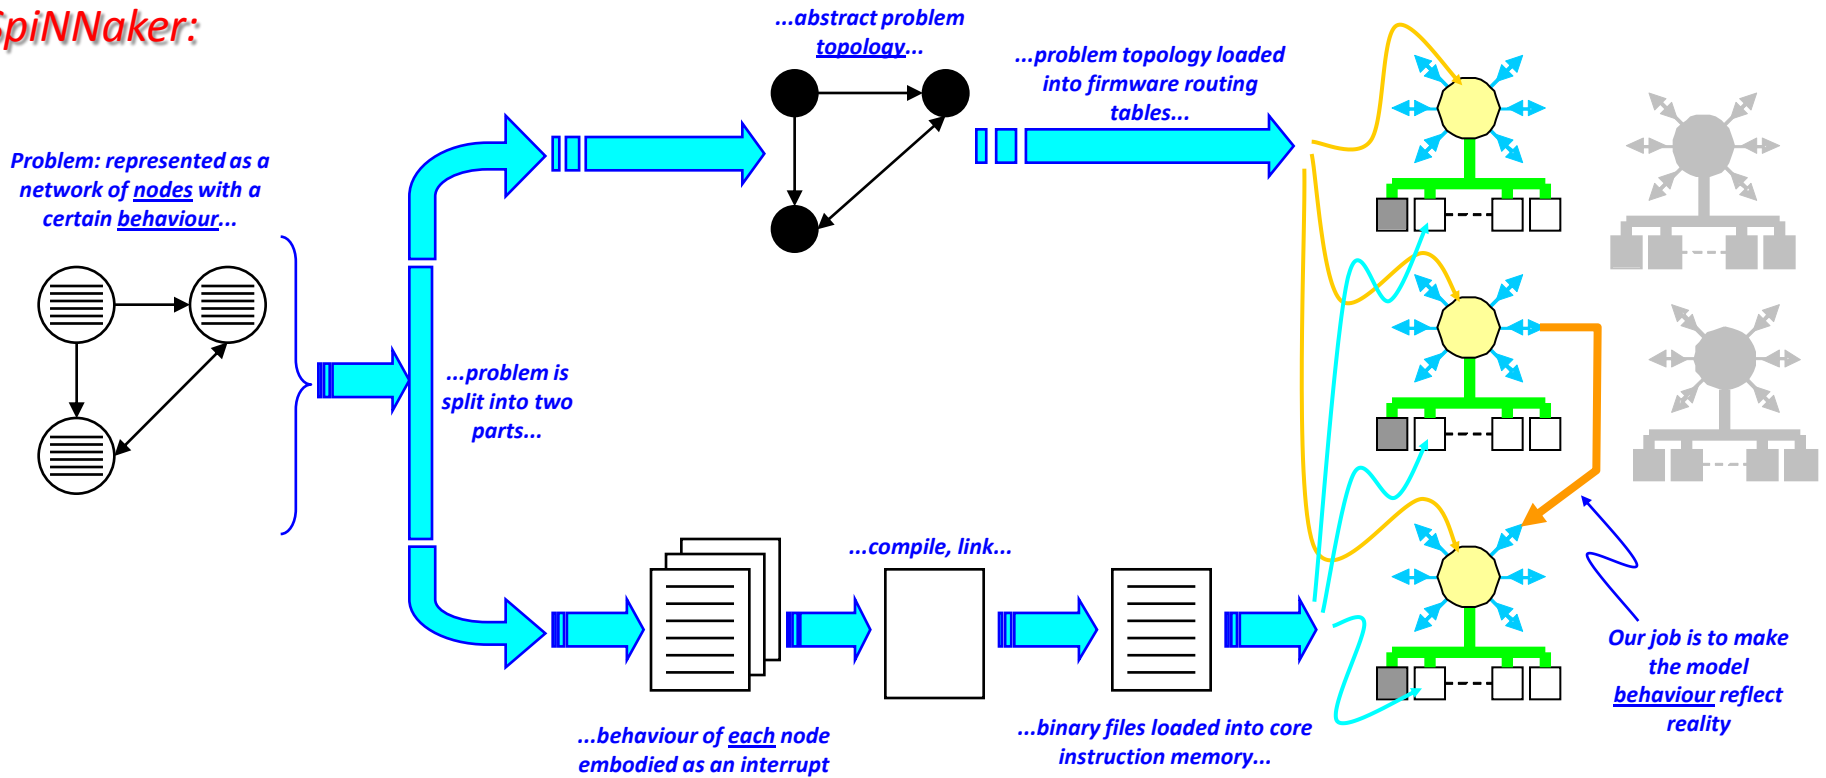 SpiNNaker:
...abstract problem
topology...
...problem topology loaded
into firmware routing
tables...
Problem: represented as a
network of nodes with a
certain behaviour...
...problem is
split into two
parts...
...compile, link...
...behaviour of each node
embodied as an interrupt
...binary files loaded into core
instruction memory...
Our job is to make
the model
behaviour reflect
reality